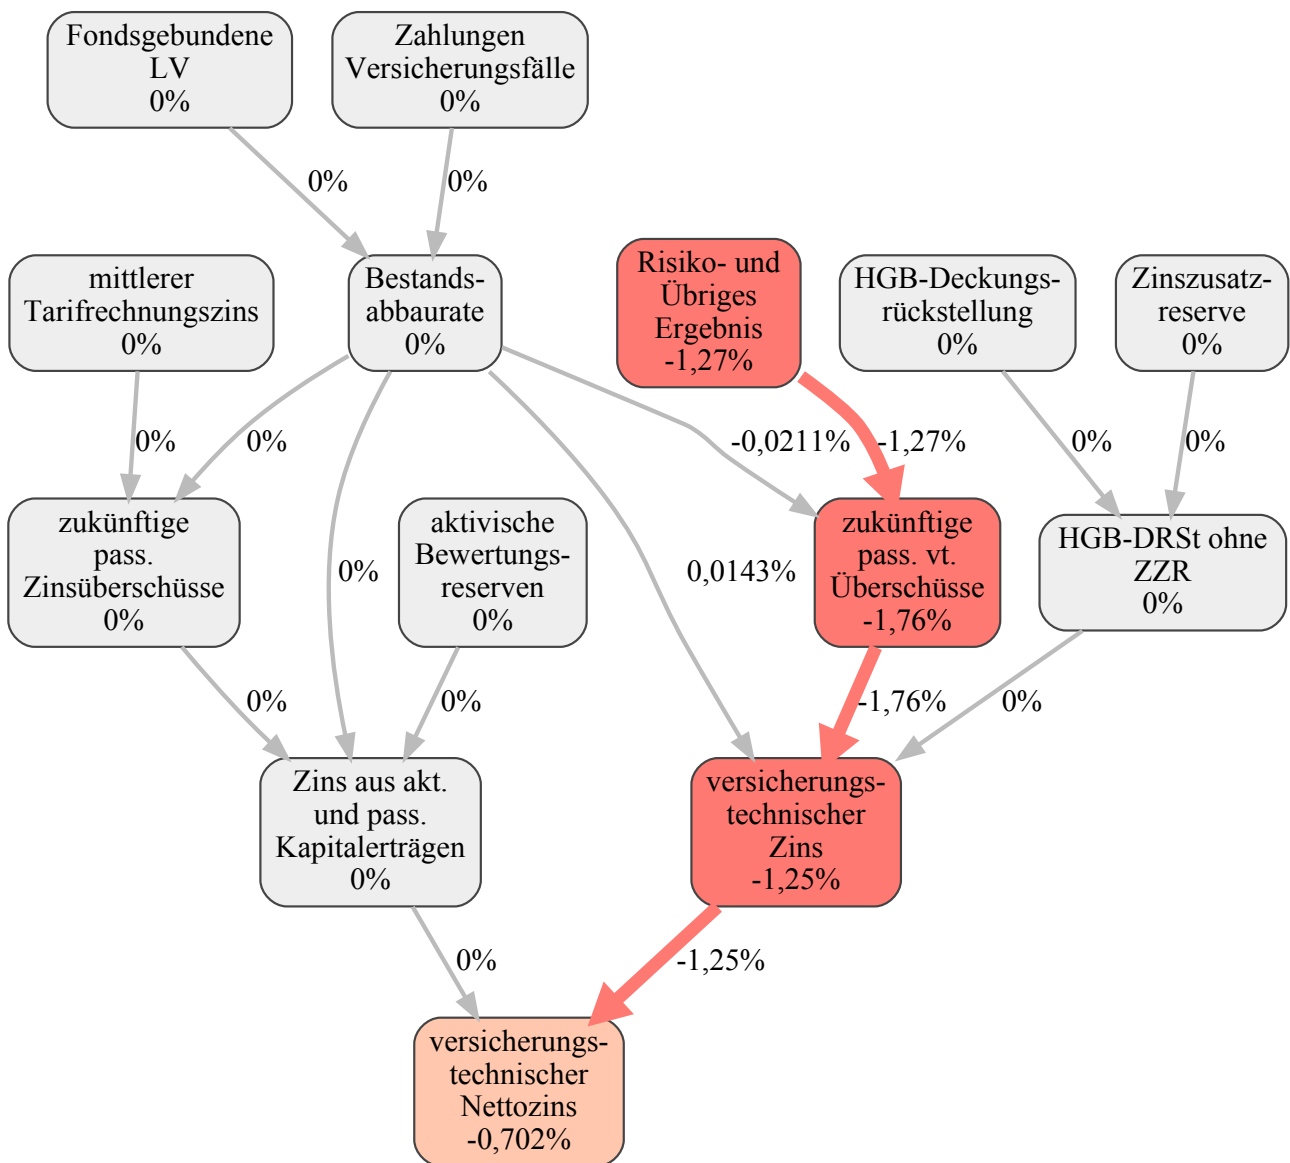 Fondsgebundene
LV
0%
Zahlungen
Versicherungsfälle
0%
0%
0%
mittlerer
Tarifrechnungszins
0%
Bestands-
abbaurate
0%
Risiko- und
Übriges
Ergebnis
-1,27%
HGB-Deckungs-
rückstellung
0%
Zinszusatz-
reserve
0%
0%
0%
-0,0211%
-1,27%
0%
0%
zukünftige
pass.
Zinsüberschüsse
0%
0%
aktivische
Bewertungs-
reserven
0%
0,0143%
zukünftige
pass. vt.
Überschüsse
-1,76%
HGB-DRSt ohne
ZZR
0%
0%
0%
-1,76%
0%
Zins aus akt.
und pass.
Kapitalerträgen
0%
versicherungs-
technischer
Zins
-1,25%
0%
-1,25%
versicherungs-
technischer
Nettozins
-0,702%